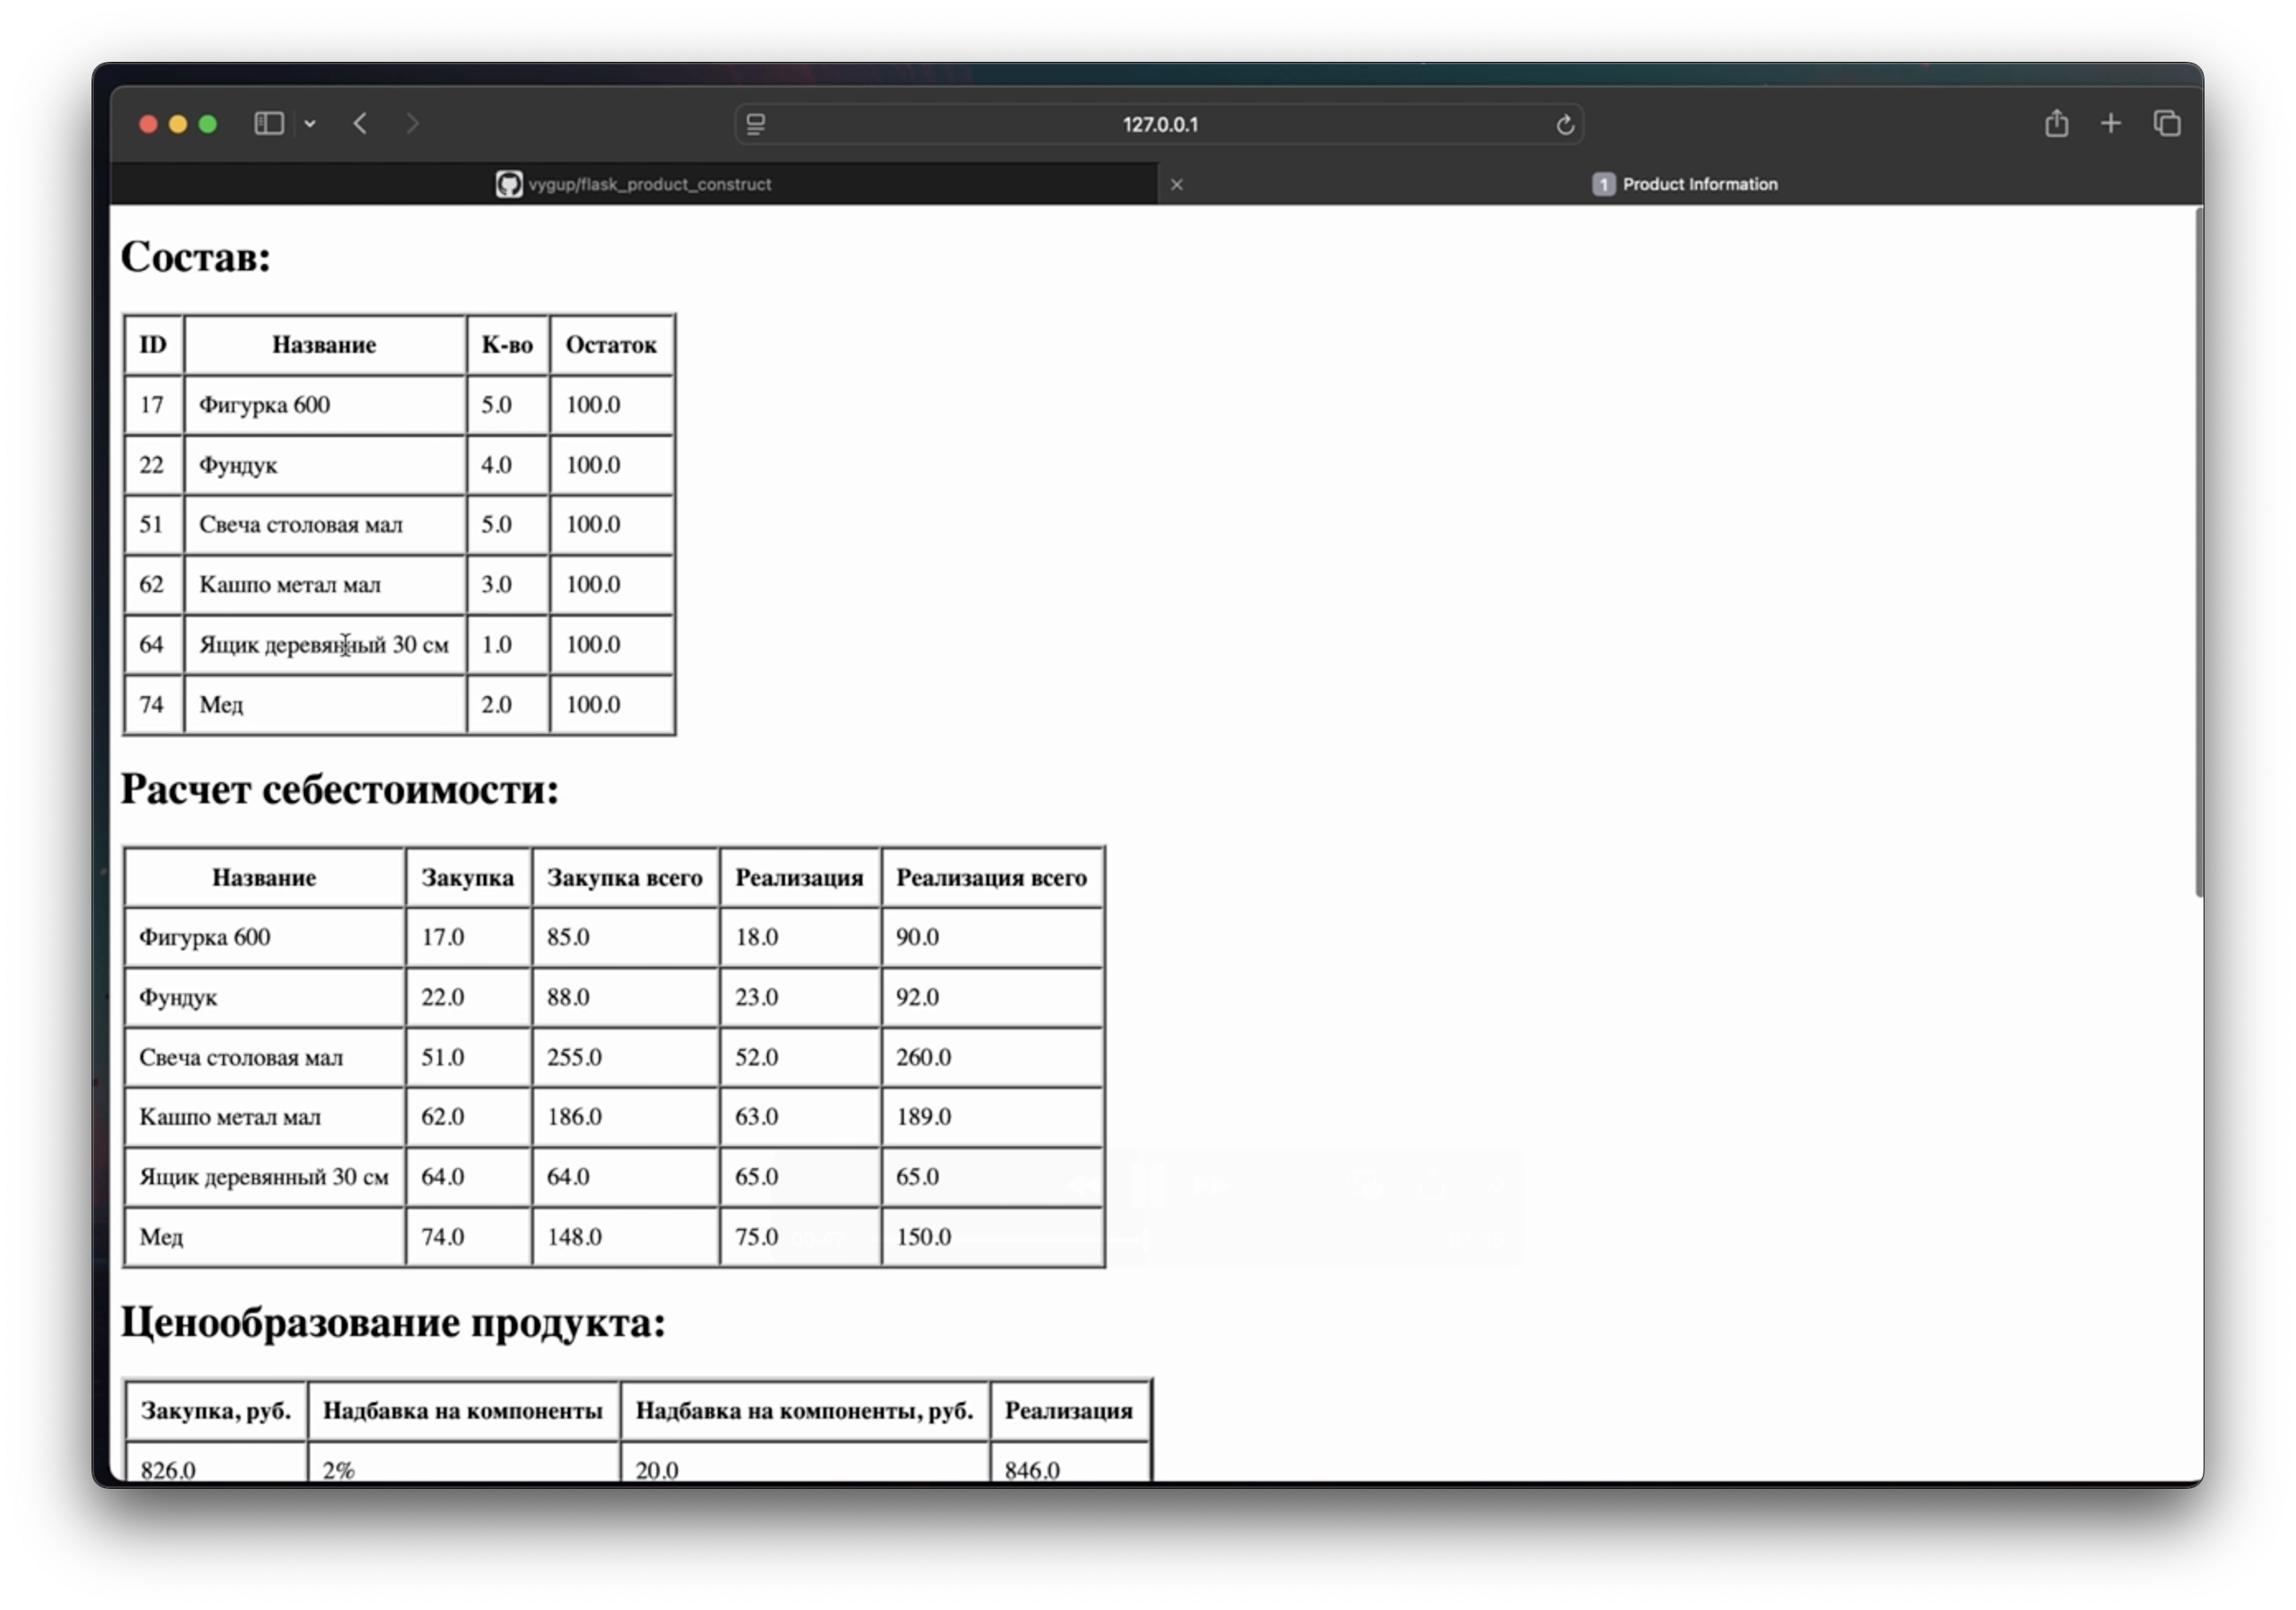 127.0.0.1
vygup/flask_product_construct
1 Product Information
Состав:
ID Название К-во Остаток
17 Фигурка 600 5.0 100.0
22 Фундук 4.0 100.0
51 Свеча столовая мал 5.0 100.0
62 Кашпо метал мал 3.0 100.0
64 Ящик деревянный 30 см 1.0 100.0
74 Мед 2.0 100.0
Расчет себестоимости:
Название Закупка Закупка всего Реализация Реализация всего
Фигурка 600 17.0 85.0 18.0 90.0
Фундук 22.0 88.0 23.0 92.0
Свеча столовая мал 51.0 255.0 52.0 260.0
Кашпо метал мал 62.0 186.0 63.0 189.0
Ящик деревянный 30 см 64.0 64.0 65.0 65.0
Мед 74.0 148.0 75.0 150.0
Ценообразование продукта:
Закупка, руб. Надбавка на компоненты Надбавка на компоненты, руб. Реализация
826.0 2% 20.0 846.0